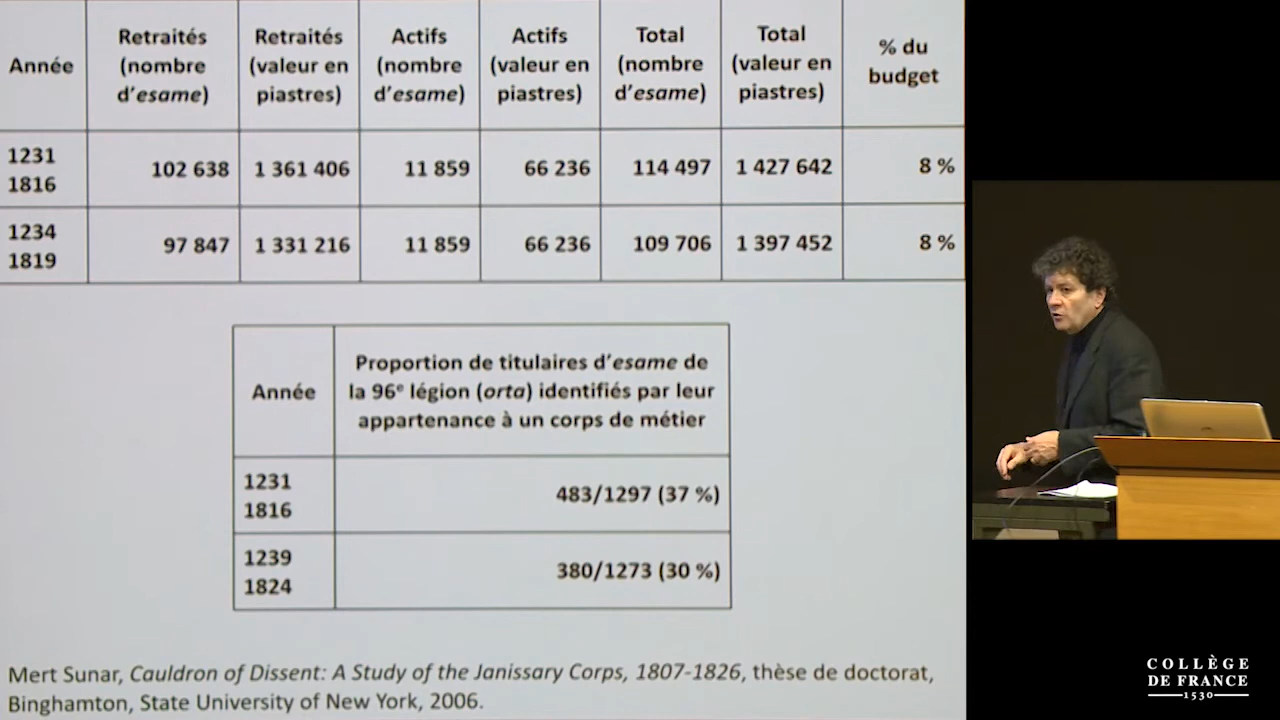 Année
Retraités
(nombre
d'esame)
Retraités
(valeur en
piastres)
Actifs
(nombre
d'esame)
Actifs
(valeur en
piastres)
Total
(nombre
d'esame)
Total
(valeur en
piastres)
% du
budget
1231
1816
102 638
1 361 406
11 859
66 236
114 497
1 427 642
8 %
1234
1819
97 847
1 331 216
11 859
66 236
109 706
1 397 452
8 %
Année
Proportion de titulaires d'esame de
la 96e légion (orta) identifiés par leur
appartenance à un corps de métier
1231
1816
483/1297 (37 %)
1239
1824
380/1273 (30 %)
Mert Sunar, Cauldron of Dissent: A Study of the Janissary Corps, 1807-1826, thèse de doctorat,
Binghamton, State University of New York, 2006.
COLLÈGE
DE FRANCE
1530